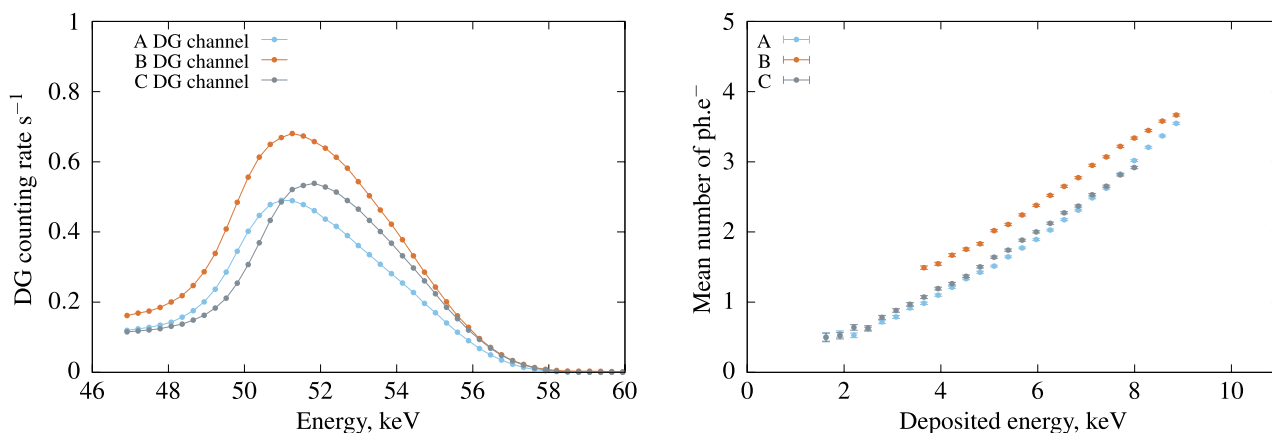 DG counting rate s⁻¹
1
0.8
0.6
0.4
0.2
0
A DG channel
B DG channel
C DG channel
46 48 50 52 54 56 58 60
Energy, keV
Mean number of ph.e⁻
5
4
3
2
1
0
A
B
C
0 2 4 6 8 10
Deposited energy, keV